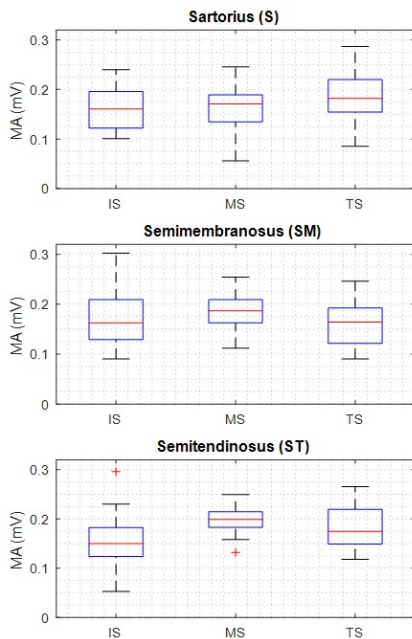 Sartorius (S)
0.3
0.2
0.1
0
MA (mV)
IS MS TS
Semimembranosus (SM)
0.3
0.2
0.1
0
MA (mV)
IS MS TS
Semitendinosus (ST)
0.3
0.2
0.1
0
MA (mV)
IS MS TS